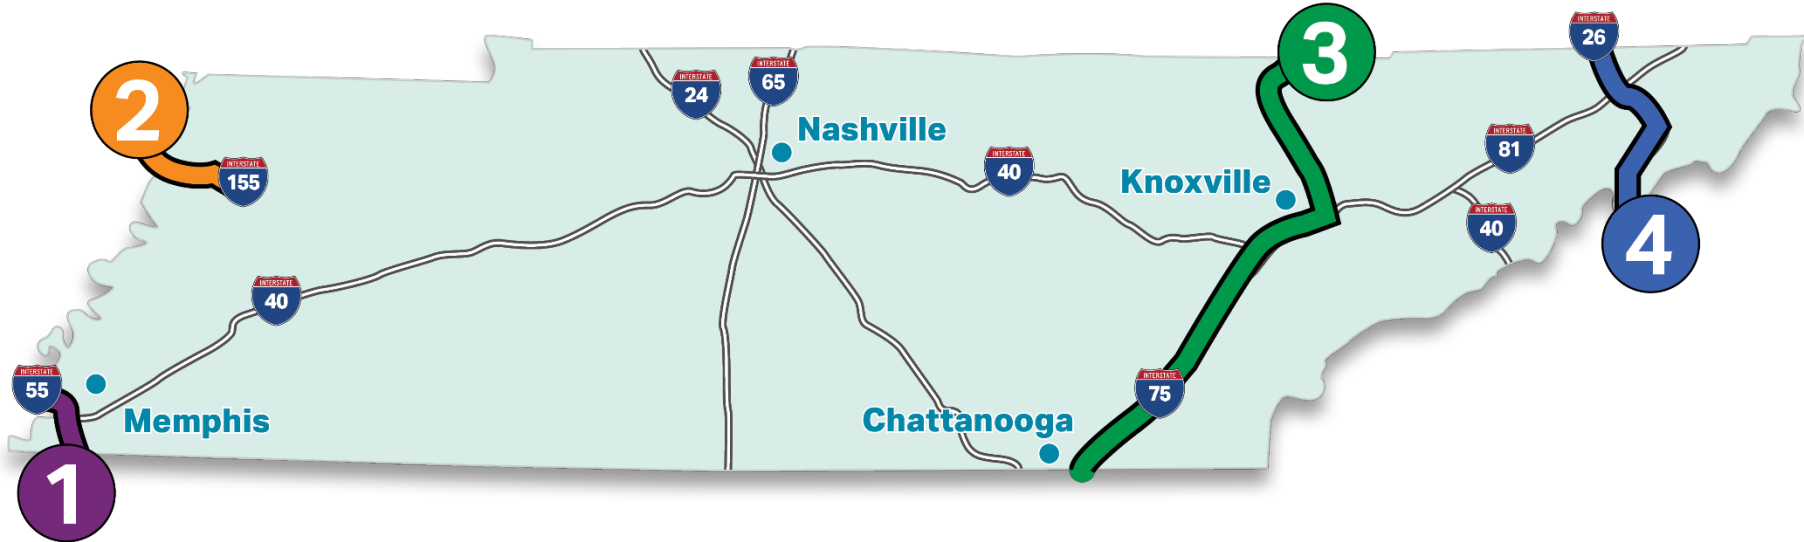 3
INTERSTATE
26
2
INTERSTATE
65
INTERSTATE
24
Nashville
INTERSTATE
81
INTERSTATE
155
INTERSTATE
40
Knoxville
INTERSTATE
40
4
INTERSTATE
40
INTERSTATE
55
INTERSTATE
75
Memphis
Chattanooga
1